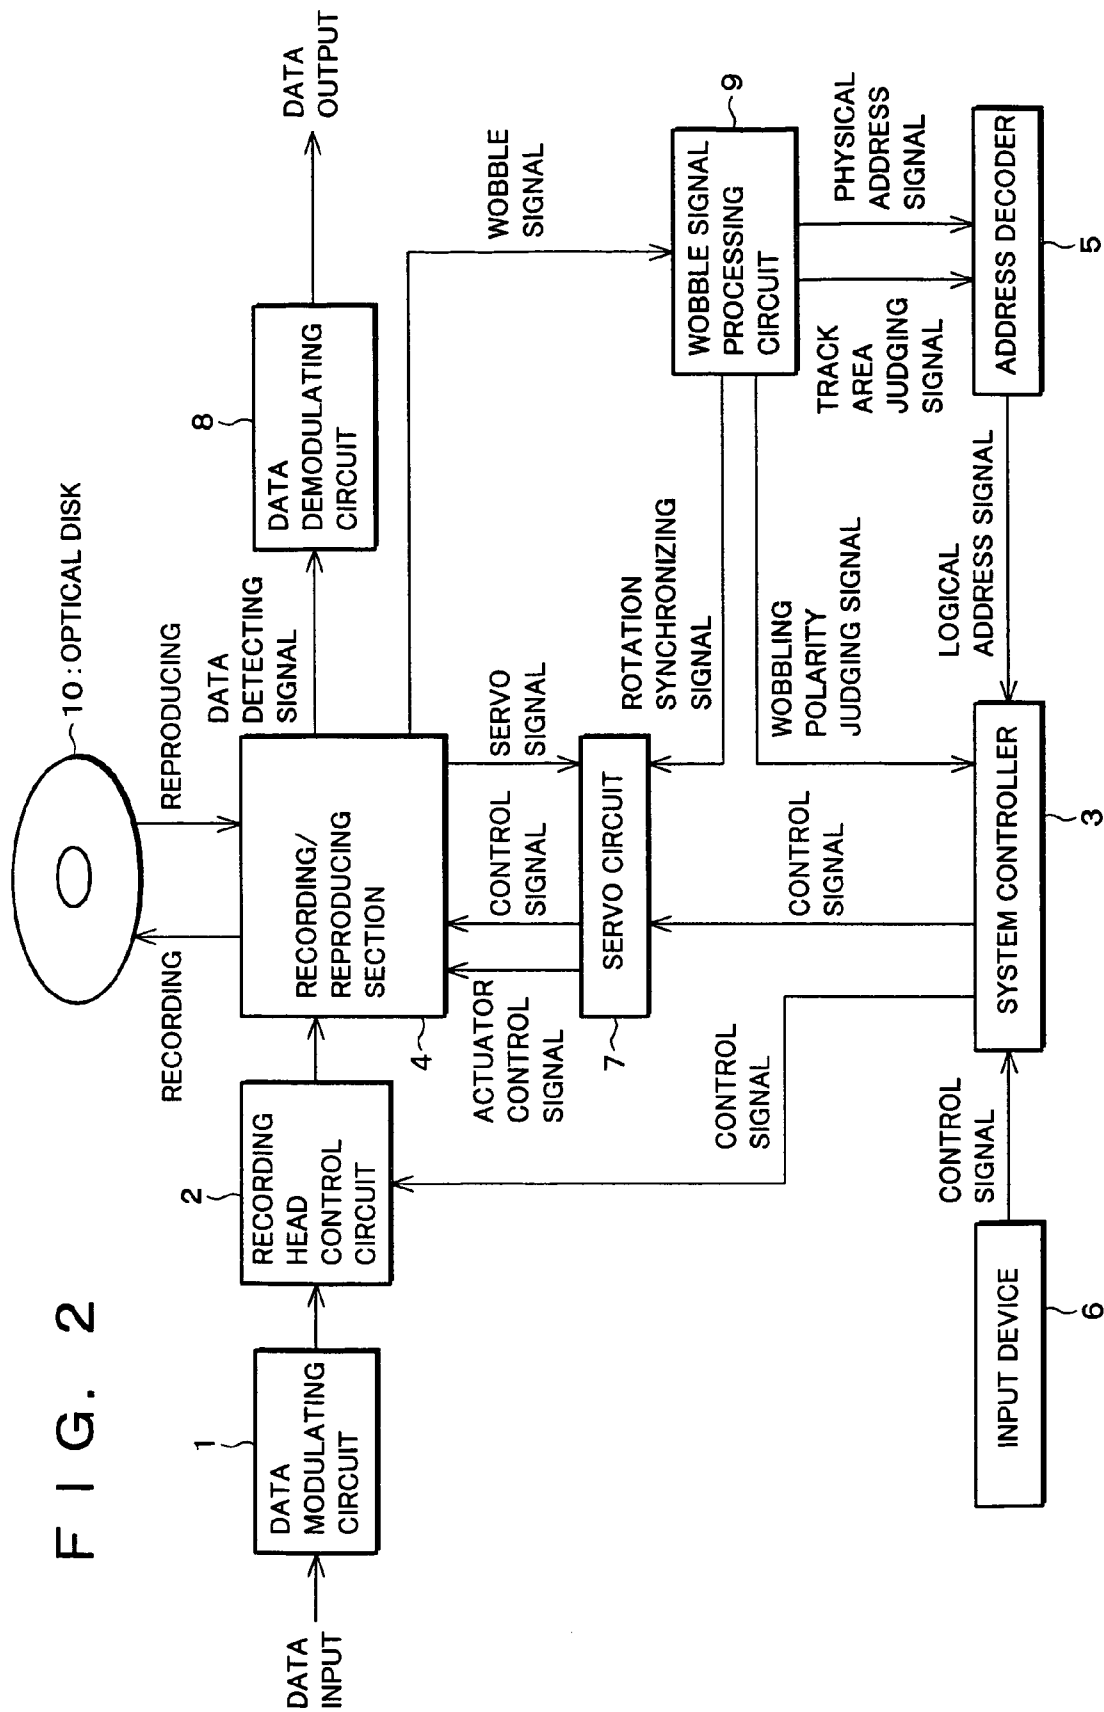 FIG. 2
10: OPTICAL DISK
RECORDING
REPRODUCING
DATA
INPUT
1
DATA
MODULATING
CIRCUIT
2
RECORDING
HEAD
CONTROL
CIRCUIT
RECORDING/
REPRODUCING
SECTION
4
DATA
DETECTING
SIGNAL
8
DATA
DEMODULATING
CIRCUIT
DATA
OUTPUT
ACTUATOR
CONTROL
SIGNAL
CONTROL
SIGNAL
SERVO
SIGNAL
WOBBLE
SIGNAL
7
SERVO CIRCUIT
ROTATION
SYNCHRONIZING
SIGNAL
9
WOBBLE SIGNAL
PROCESSING
CIRCUIT
CONTROL
SIGNAL
CONTROL
SIGNAL
WOBBLING
POLARITY
JUDGING SIGNAL
TRACK
AREA
JUDGING
SIGNAL
PHYSICAL
ADDRESS
SIGNAL
INPUT DEVICE
6
CONTROL
SIGNAL
SYSTEM CONTROLLER
3
LOGICAL
ADDRESS SIGNAL
ADDRESS DECODER
5